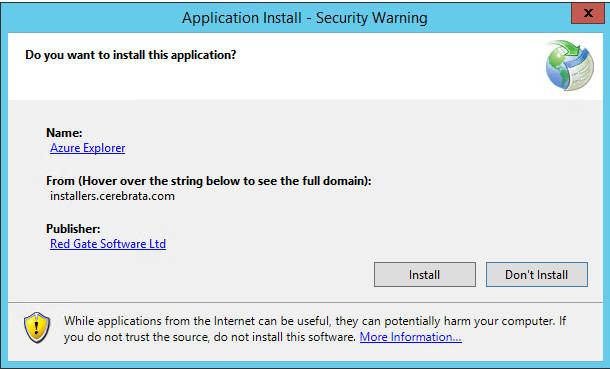 Application Install - Security Warning
x
Do you want to install this application?
Name:
Azure Explorer
From (Hover over the string below to see the full domain):
installers.cerebrata.com
Publisher:
Red Gate Software Ltd
Install
Don't Install
While applications from the Internet can be useful, they can potentially harm your computer. If
you do not trust the source, do not install this software. More Information...